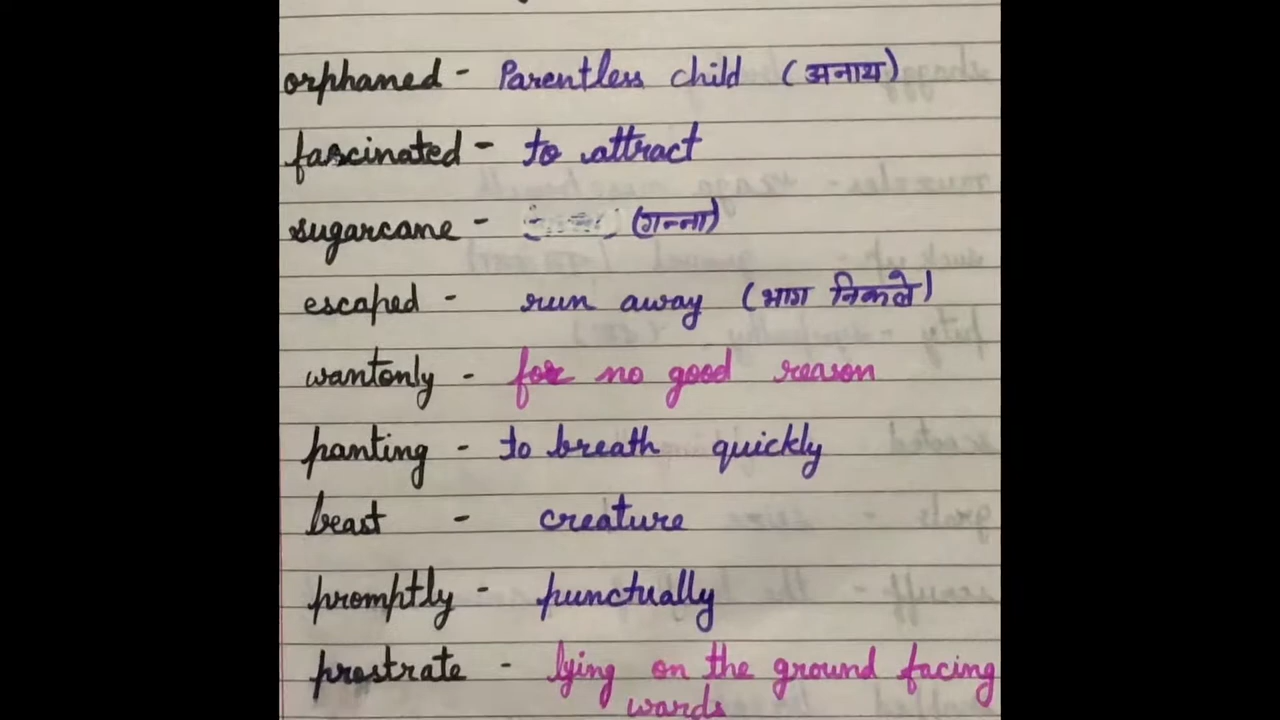 orphaned - Parentless child (अनाय)
fascinated - to attract
sugarcane - (गन्ना)
escaped - run away (भाग निकले)
wantonly - for no good reason
panting - to breath quickly
beast - creature
promptly - punctually
prostrate - lying on the ground facing
wards